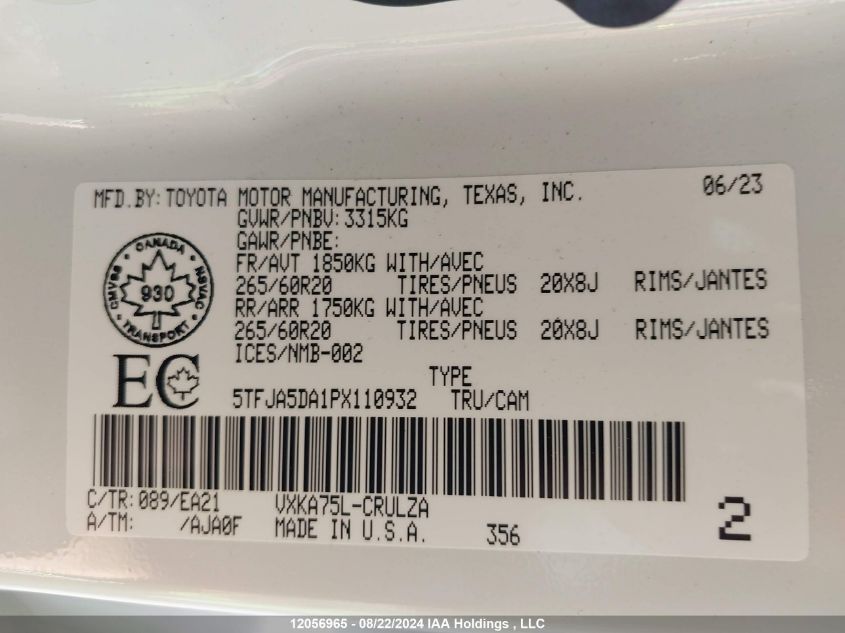 MFD.BY: TOYOTA MOTOR MANUFACTURING, TEXAS, INC. 06/23
GVWR/PNBV: 3315KG
GAWR/PNBE:
FR/AVT 1850KG WITH/AVEC
265/60R20 TIRES/PNEUS 20X8J RIMS/JANTES
RR/ARR 1750KG WITH/AVEC
265/60R20 TIRES/PNEUS 20X8J RIMS/JANTES
ICES/NMB-002
CANADA
CMVSS 930 NSVAC
TRANSPORT
EC
TYPE
5TFJA5DA1PX110932 TRU/CAM
C/TR: 089/EA21 VXKA75L-CRULZA
A/TM: /AJA0F MADE IN U.S.A. 356
2
12056965 - 08/22/2024 IAA Holdings , LLC